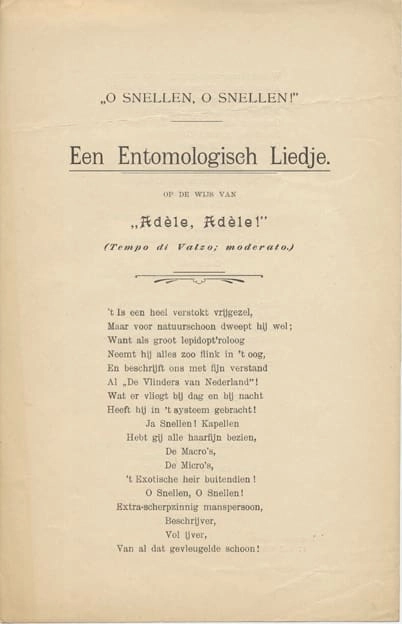 „O SNELLEN, O SNELLEN!”
Een Entomologisch Liedje.
OP DE WIJS VAN
„Adèle, Adèle!”
(Tempo di Valzo; moderato.)
't Is een heel verstokt vrijgezel,
Maar voor natuurschoon dweept hij wel;
Want als groot lepidopt'roloog
Neemt hij alles zoo flink in 't oog,
En beschrijft ons met fijn verstand
Al „De Vlinders van Nederland”!
Wat er vliegt bij dag en bij nacht
Heeft hij in 't systeem gebracht!
Ja Snellen! Kapellen
Hebt gij alle haarfijn bezien,
De Macro's,
De Micro's,
't Exotische heir buitendien!
O Snellen, O Snellen!
Extra-scherpzinnig manspersoon,
Beschrijver,
Vol ijver,
Van al dat gevleugelde schoon!